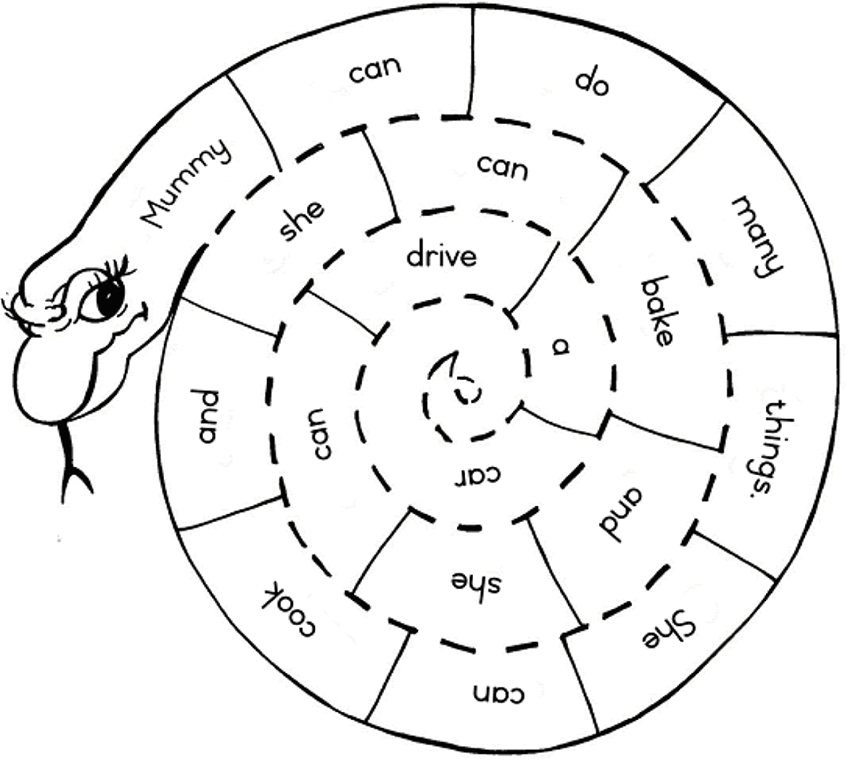 Mummy
can
do
many
things.
She
can
cook
and
she
can
bake
and
she
can
drive
a
car